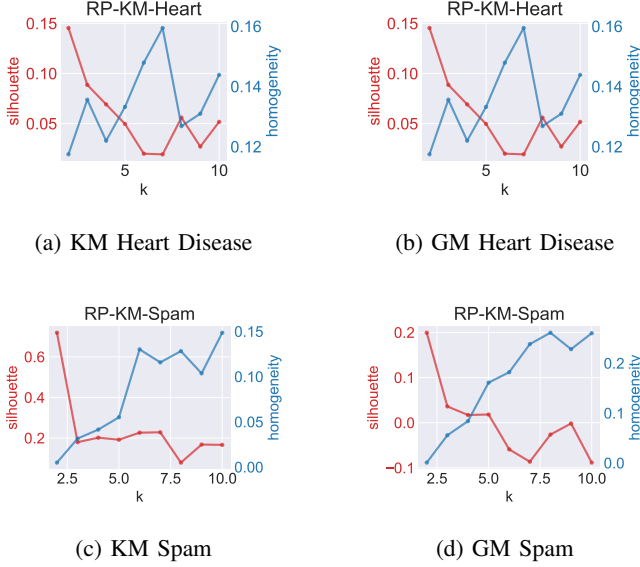 RP-KM-Heart
0.15
0.10
0.05
silhouette
0.16
0.14
0.12
homogeneity
5
10
k
(a) KM Heart Disease
RP-KM-Heart
0.15
0.10
0.05
silhouette
0.16
0.14
0.12
homogeneity
5
10
k
(b) GM Heart Disease
RP-KM-Spam
0.6
0.4
0.2
silhouette
0.15
0.10
0.05
0.00
homogeneity
2.5
5.0
7.5
10.0
k
(c) KM Spam
RP-KM-Spam
0.2
0.1
0.0
−0.1
silhouette
0.2
0.1
0.0
homogeneity
2.5
5.0
7.5
10.0
k
(d) GM Spam